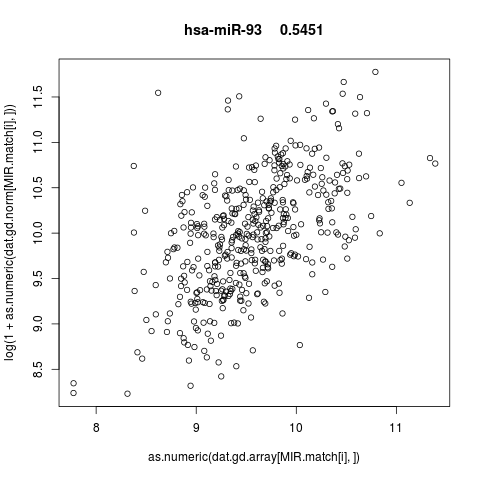 hsa-miR-93 0.5451
log(1 + as.numeric(dat.gd.norm[MIR.match[i], ]))
11.5
11.0
10.5
10.0
9.5
9.0
8.5
8 9 10 11
as.numeric(dat.gd.array[MIR.match[i], ])